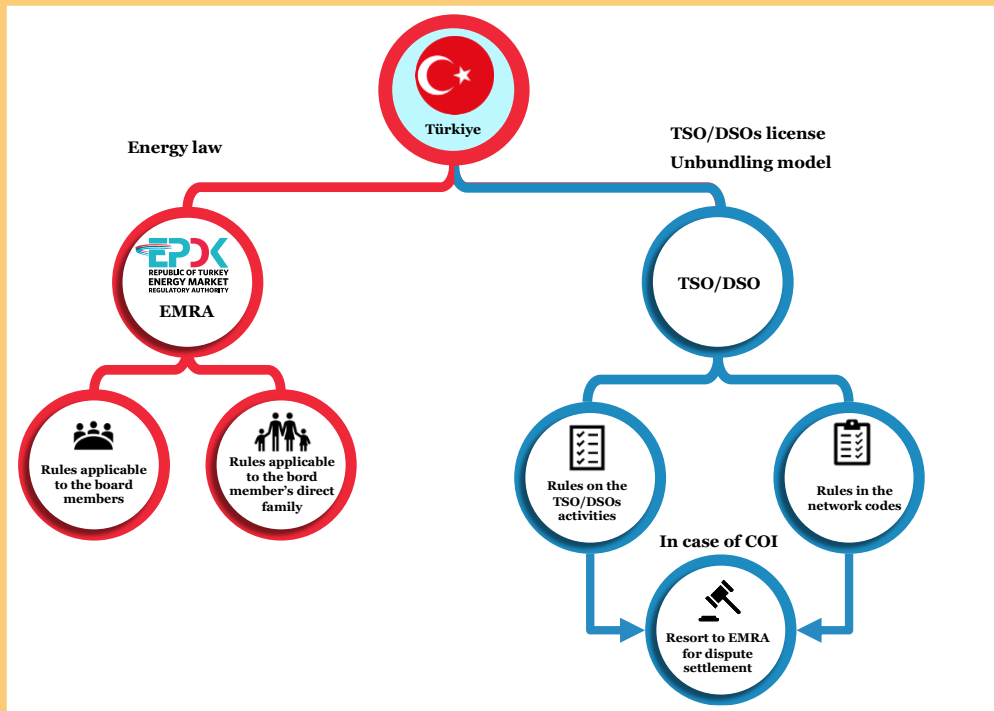 Türkiye
Energy law
TSO/DSOs license
Unbundling model
EPDK
REPUBLIC OF TURKEY
ENERGY MARKET
REGULATORY AUTHORITY
EMRA
TSO/DSO
Rules applicable
to the board
members
Rules applicable
to the bord
member's direct
family
Rules on the
TSO/DSOs
activities
Rules in the
network codes
In case of COI
Resort to EMRA
for dispute
settlement